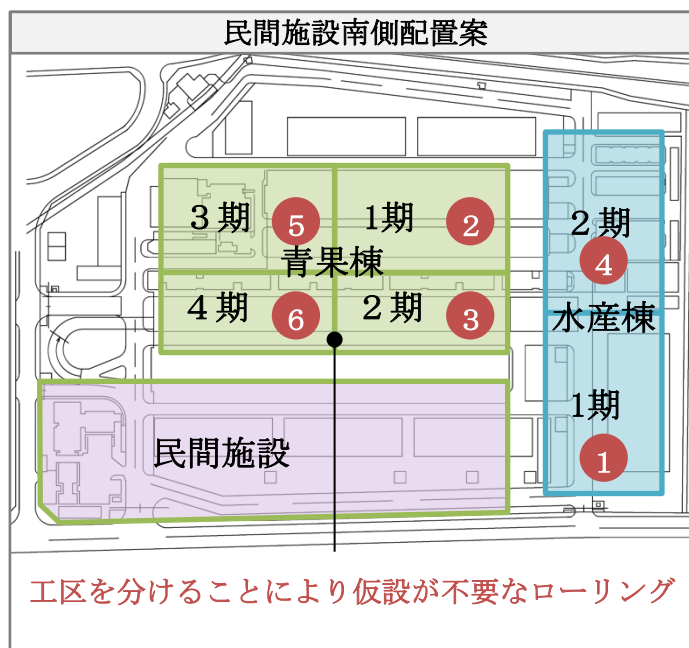 民間施設南側配置案
３期
5
1期
2
２期
4
青果棟
４期
6
２期
3
水産棟
1期
1
民間施設
工区を分けることにより仮設が不要なローリング